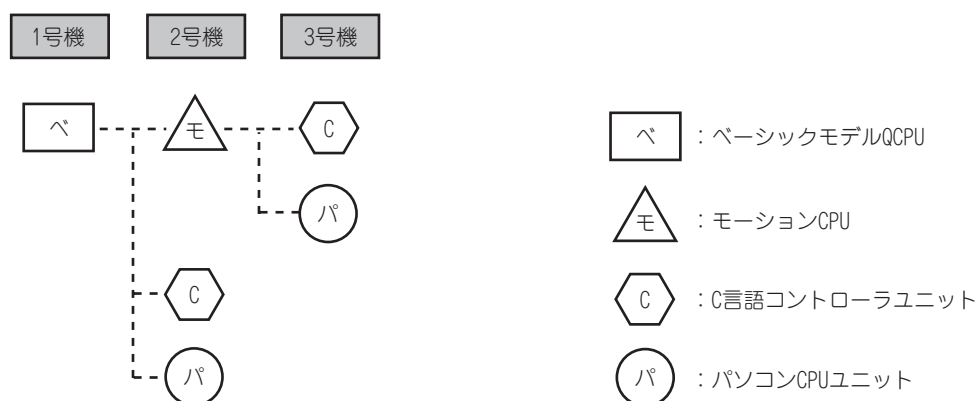 1号機 2号機 3号機
ベ モ C
パ
C
パ
ベ :ベーシックモデルQCPU
モ :モーションCPU
C :C言語コントローラユニット
パ :パソコンCPUユニット